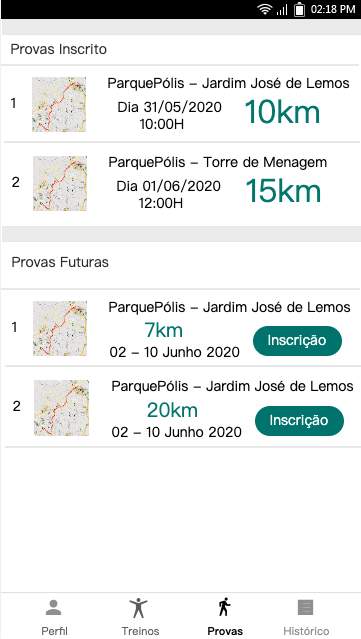 02:18 PM
Provas Inscrito
1
ParquePólis – Jardim José de Lemos
Dia 31/05/2020
10:00H
10km
2
ParquePólis – Torre de Menagem
Dia 01/06/2020
12:00H
15km
Provas Futuras
1
ParquePólis – Jardim José de Lemos
7km
02 – 10 Junho 2020
Inscrição
2
ParquePólis – Jardim José de Lemos
20km
02 – 10 Junho 2020
Inscrição
Perfil
Treinos
Provas
Histórico